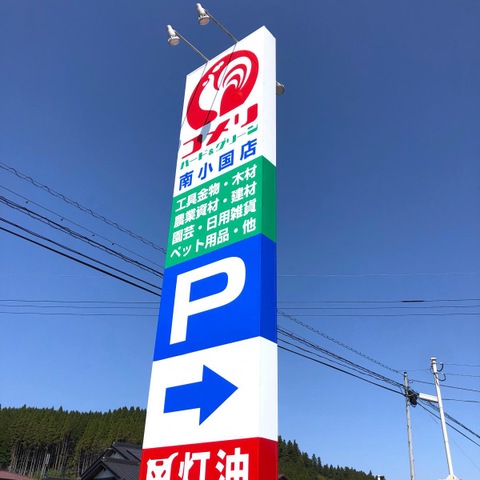 コメリ
ハード&グリーン
南小国店
工具金物・木材
農業資材・建材
園芸・日用雑貨
ペット用品・他
P
灯油